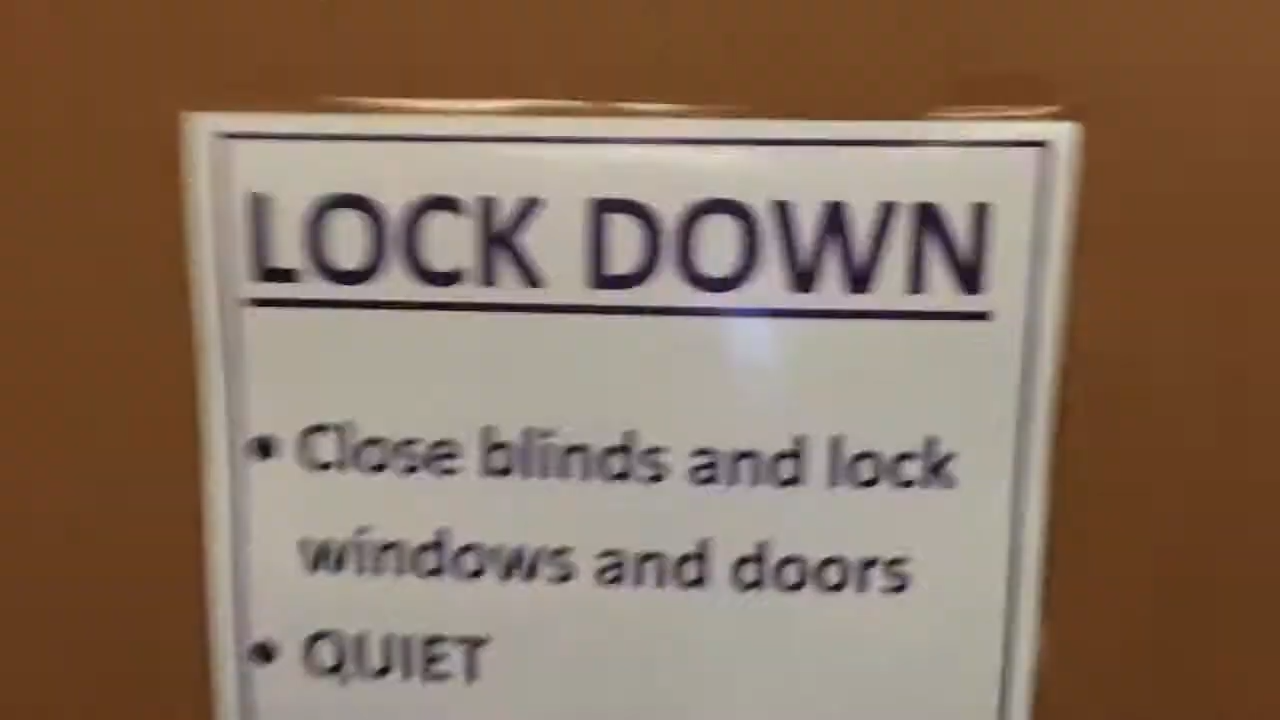 LOCK DOWN
• Close blinds and lock
windows and doors
• QUIET